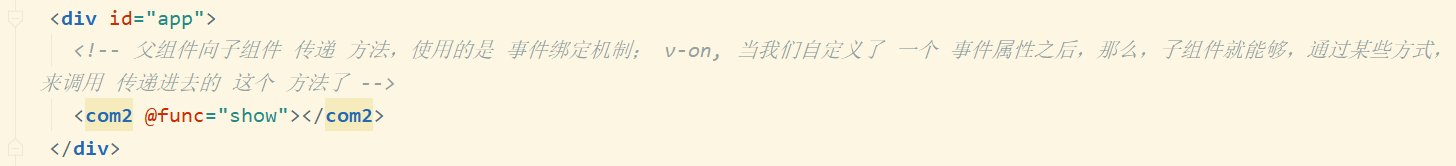 <div id="app">
<!-- 父组件向子组件 传递 方法，使用的是 事件绑定机制； v-on, 当我们自定义了 一个 事件属性之后，那么，子组件就能够，通过某些方式，
来调用 传递进去的 这个 方法了 -->
<com2 @func="show"></com2>
</div>